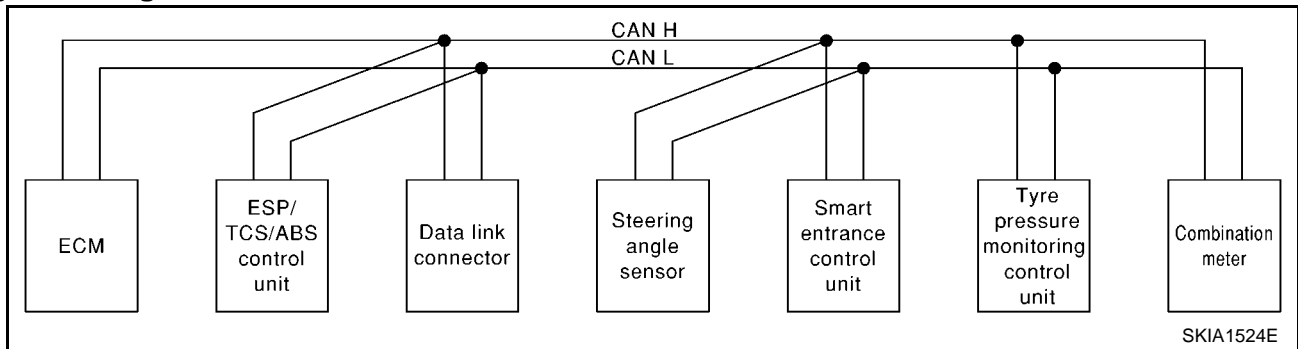 CAN H
CAN L
ECM
ESP/
TCS/ABS
control
unit
Data link
connector
Steering
angle
sensor
Smart
entrance
control
unit
Tyre
pressure
monitoring
control
unit
Combination
meter
SKIA1524E